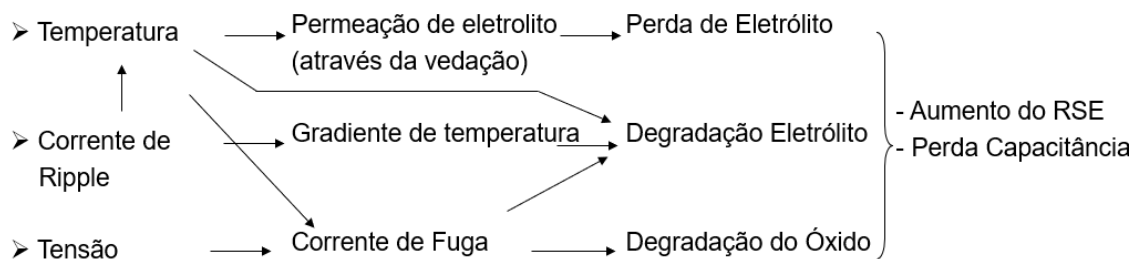 ➢ Temperatura
Permeação de eletrolito
(através da vedação)
Perda de Eletrólito
➢ Corrente de
Ripple
Gradiente de temperatura
Degradação Eletrólito
➢ Tensão
Corrente de Fuga
Degradação do Óxido
- Aumento do RSE
- Perda Capacitância